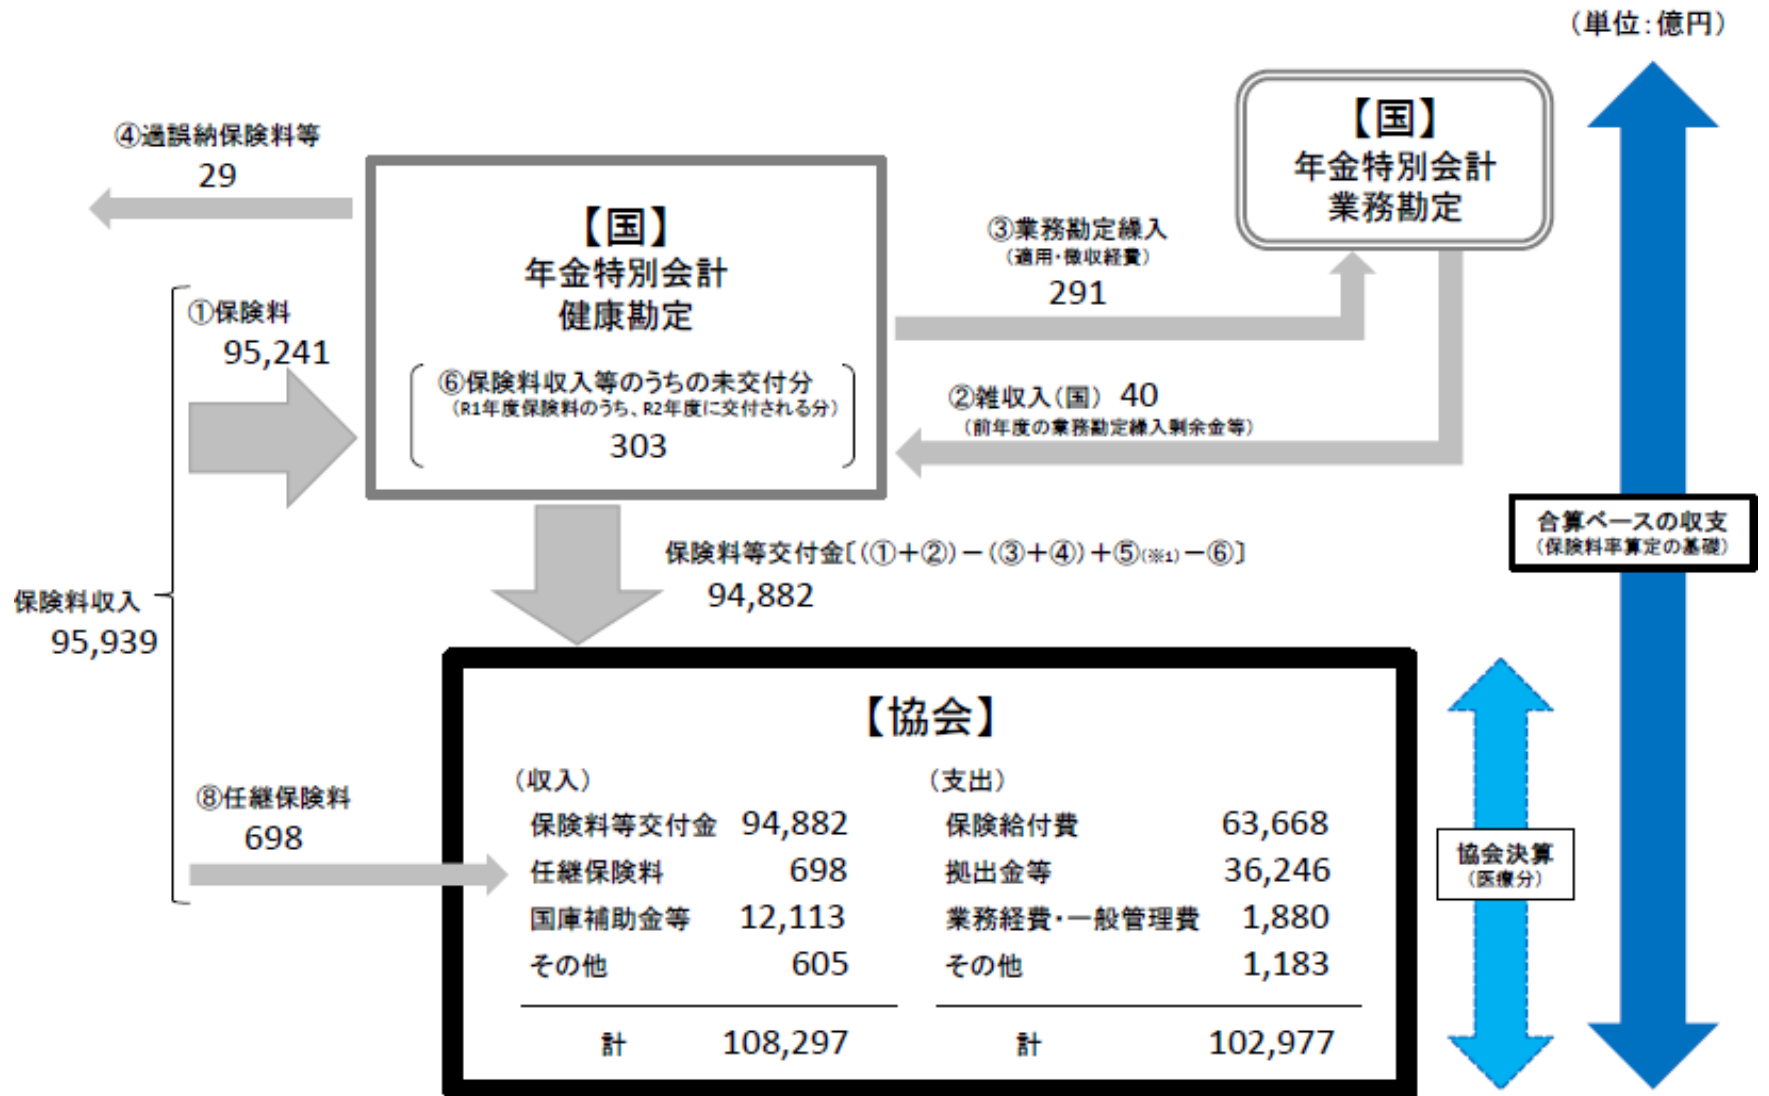 （単位：億円）
【国】
年金特別会計
業務勘定
④過誤納保険料等
29
【国】
年金特別会計
健康勘定
③業務勘定繰入
（適用・徴収経費）
291
①保険料
95,241
⑥保険料収入等のうちの未交付分
（R1年度保険料のうち、R2年度に交付される分）
303
②雑収入（国） 40
（前年度の業務勘定繰入剰余金等）
合算ベースの収支
（保険料率算定の基礎）
保険料等交付金〔（①＋②）－（③＋④）＋⑤（※1）－⑥〕
94,882
保険料収入
95,939
【協会】
（収入）
保険料等交付金 94,882
任継保険料 698
国庫補助金等 12,113
その他 605
計 108,297
（支出）
保険給付費 63,668
拠出金等 36,246
業務経費・一般管理費 1,880
その他 1,183
計 102,977
⑧任継保険料
698
協会決算
（医療分）